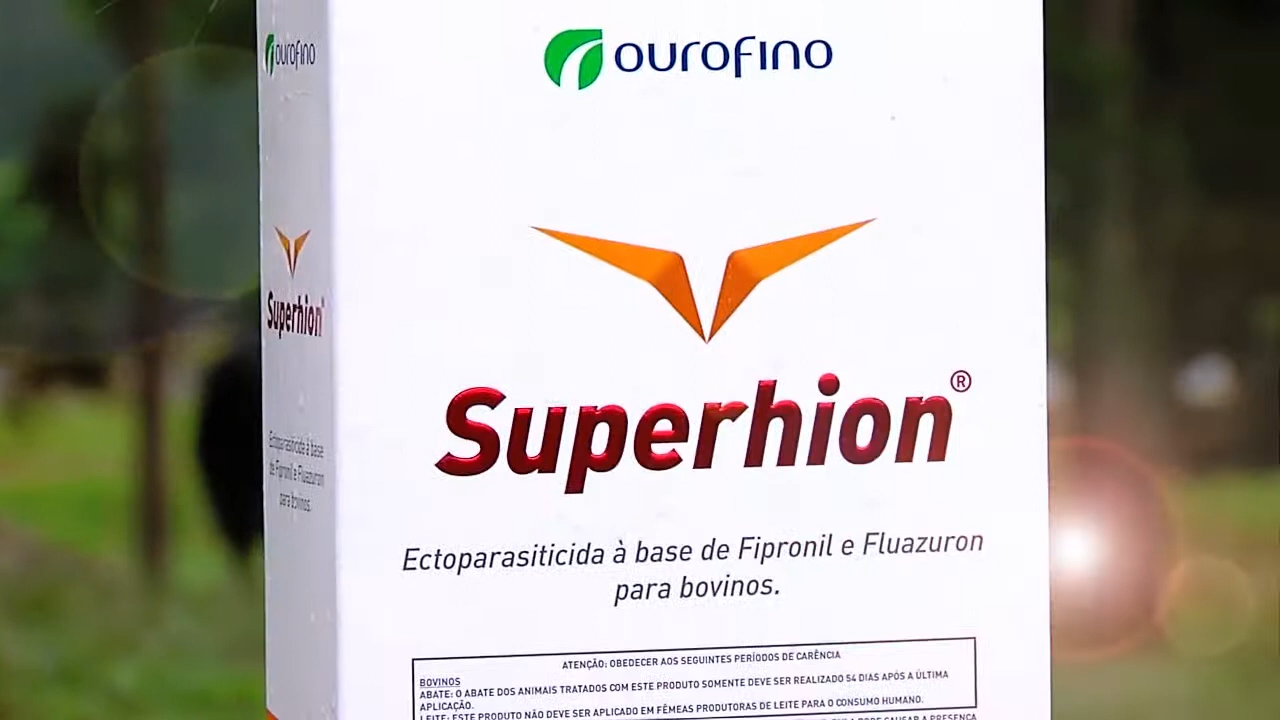 ourofino
Superhion
Ectoparasiticida à base
de Fipronil e Fluazuron
para bovinos.
ourofino
Superhion®
Ectoparasiticida à base de Fipronil e Fluazuron
para bovinos.
ATENÇÃO: OBEDECER AOS SEGUINTES PERÍODOS DE CARÊNCIA
BOVINOS
ABATE: O ABATE DOS ANIMAIS TRATADOS COM ESTE PRODUTO SOMENTE DEVE SER REALIZADO 54 DIAS APÓS A ÚLTIMA
APLICAÇÃO.
LEITE: ESTE PRODUTO NÃO DEVE SER APLICADO EM FÊMEAS PRODUTORAS DE LEITE PARA O CONSUMO HUMANO.
PODE CAUSAR A PRESENÇA